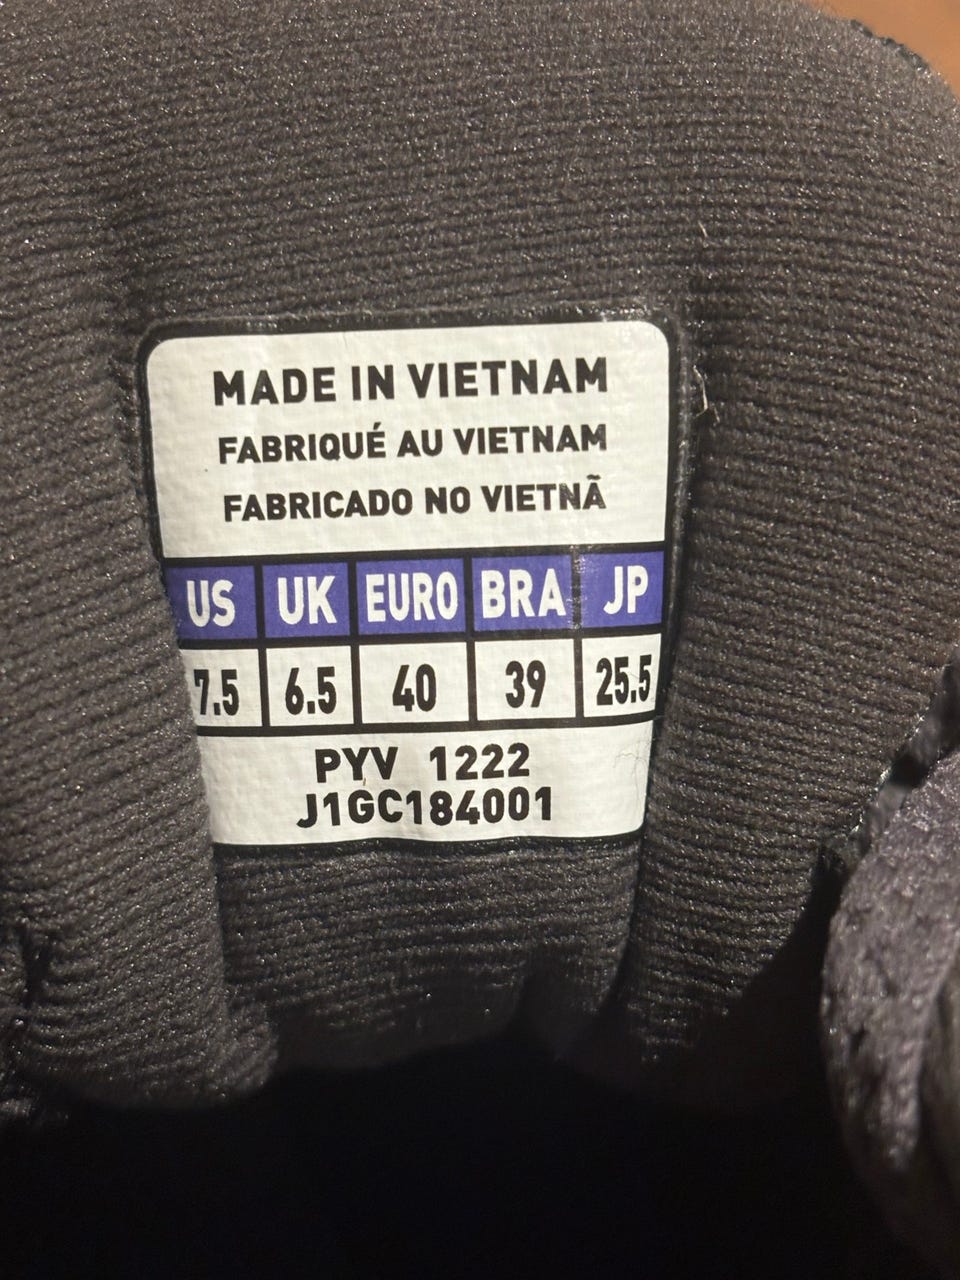 MADE IN VIETNAM
FABRIQUÉ AU VIETNAM
FABRICADO NO VIETNÃ
US UK EURO BRA JP
7.5 6.5 40 39 25.5
PYV 1222
J1GC184001